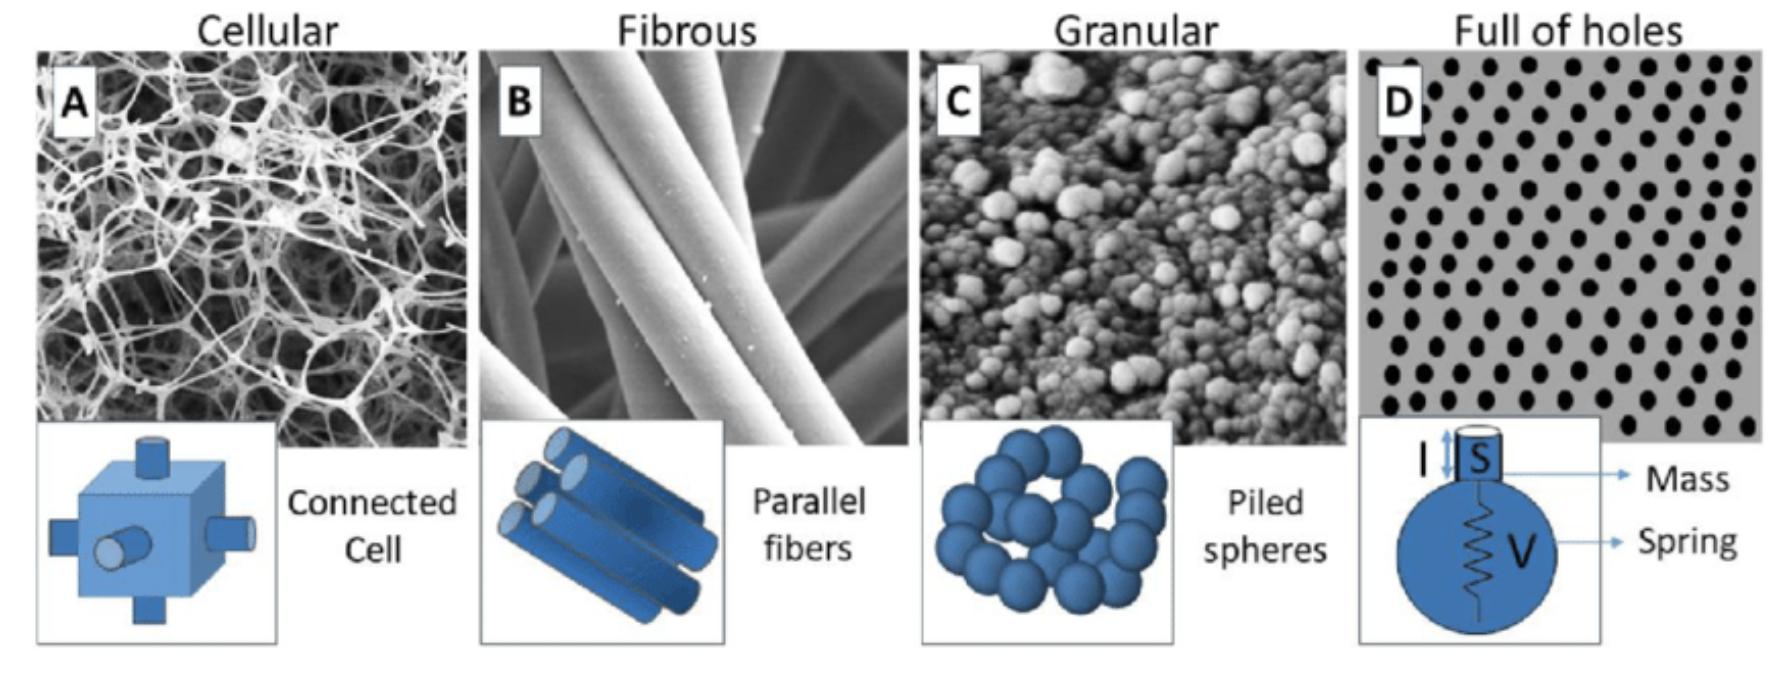 Cellular
Fibrous
Granular
Full of holes
A
B
C
D
Connected
Cell
Parallel
fibers
Piled
spheres
l
S
V
Mass
Spring